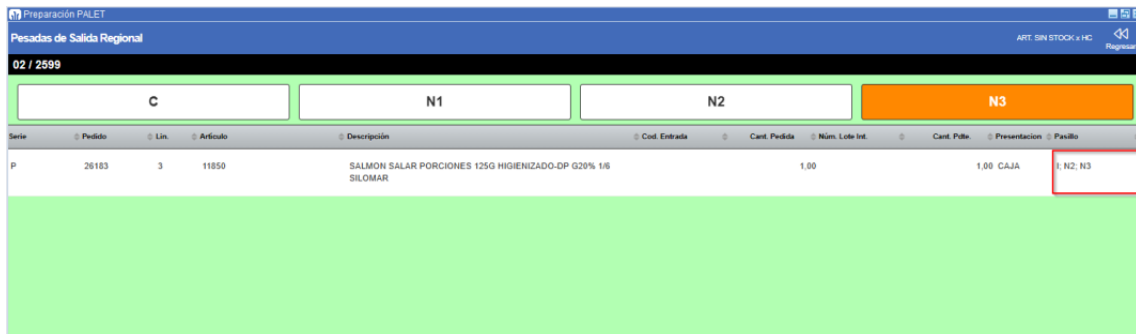 Preparación PALET
Pesadas de Salida Regional
ART. SIN STOCK x HC
Regresar
02 / 2599
C N1 N2 N3
Serie Pedido Lin. Artículo Descripción Cod. Entrada Cant. Pedida Núm. Lote Int. Cant. Pdte. Presentacion Pasillo
P 26183 3 11850 SALMON SALAR PORCIONES 125G HIGIENIZADO-DP G20% 1/6 1,00 1,00 CAJA I; N2; N3
SILOMAR